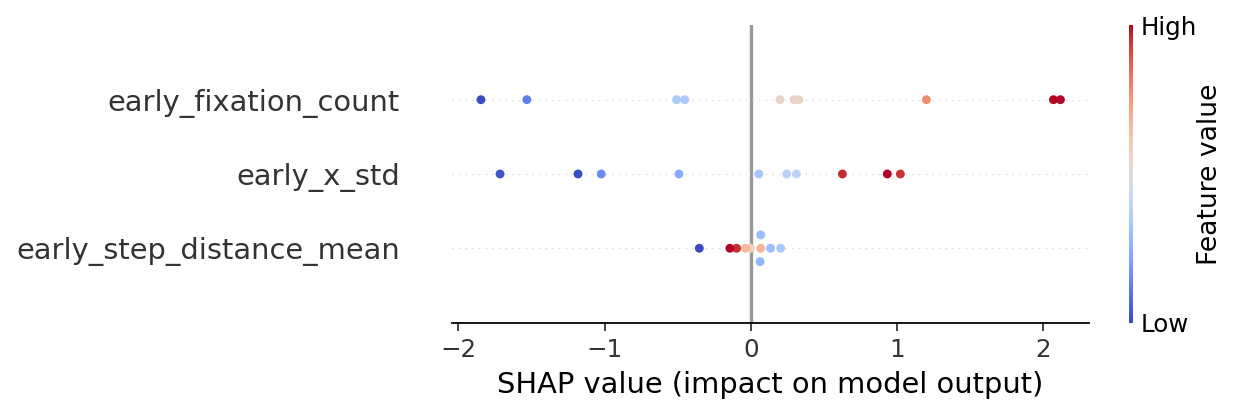 High
early_fixation_count
early_x_std
early_step_distance_mean
Feature value
Low
−2 −1 0 1 2
SHAP value (impact on model output)